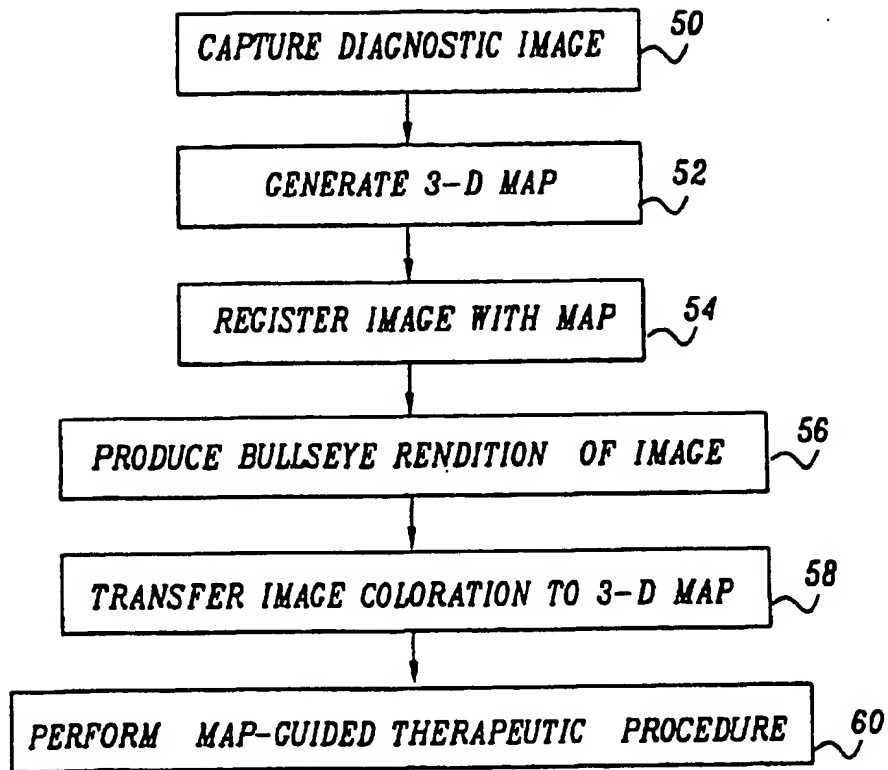 CAPTURE DIAGNOSTIC IMAGE 50
GENERATE 3-D MAP 52
REGISTER IMAGE WITH MAP 54
PRODUCE BULLSEYE RENDITION OF IMAGE 56
TRANSFER IMAGE COLORATION TO 3-D MAP 58
PERFORM MAP-GUIDED THERAPEUTIC PROCEDURE 60